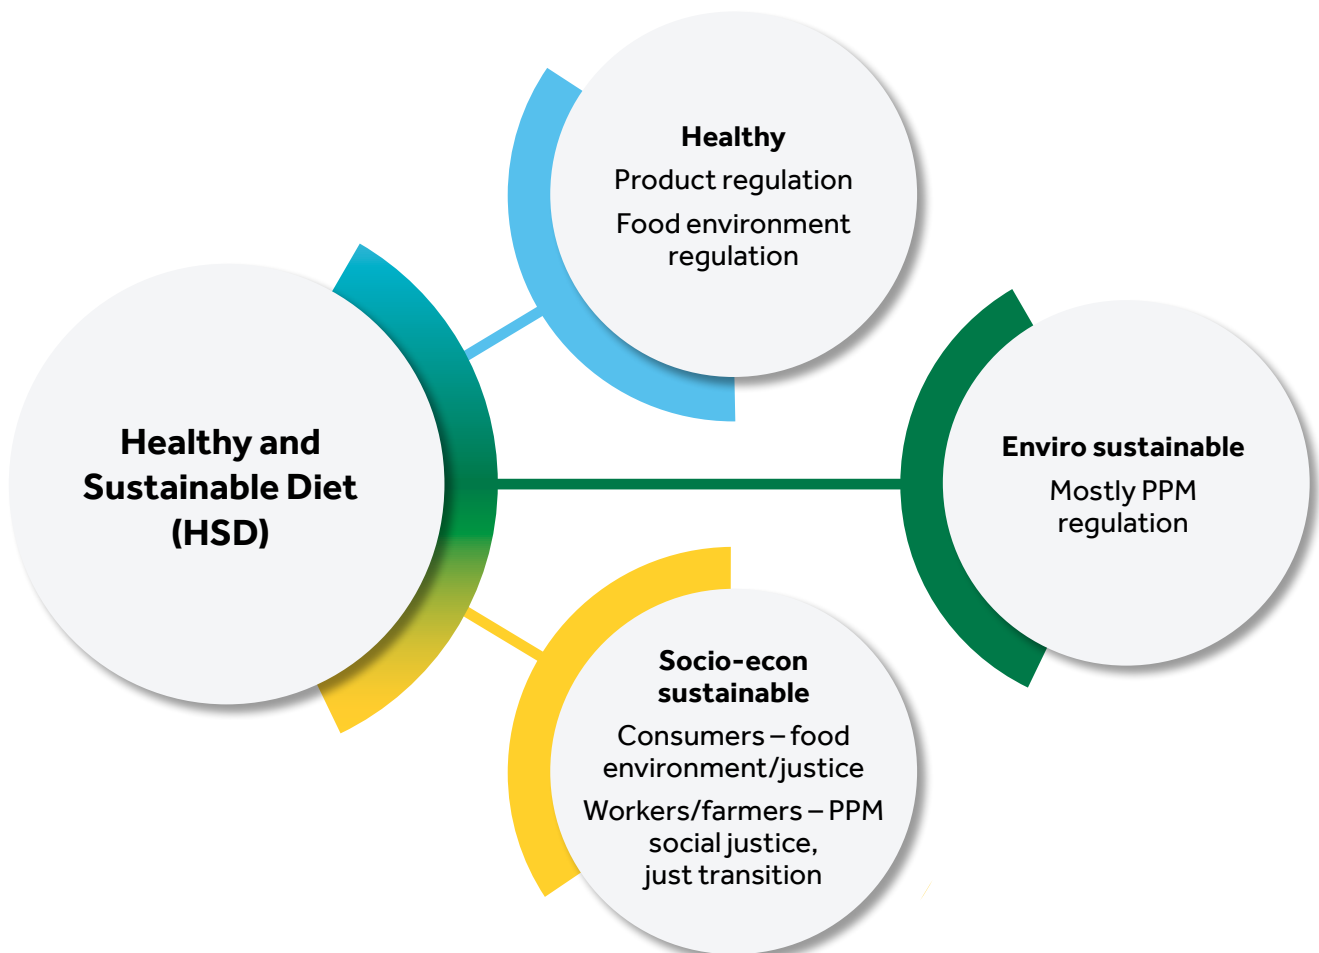 Healthy
Product regulation
Food environment
regulation
Healthy and
Sustainable Diet
(HSD)
Enviro sustainable
Mostly PPM
regulation
Socio-econ
sustainable
Consumers – food
environment/justice
Workers/farmers – PPM
social justice,
just transition